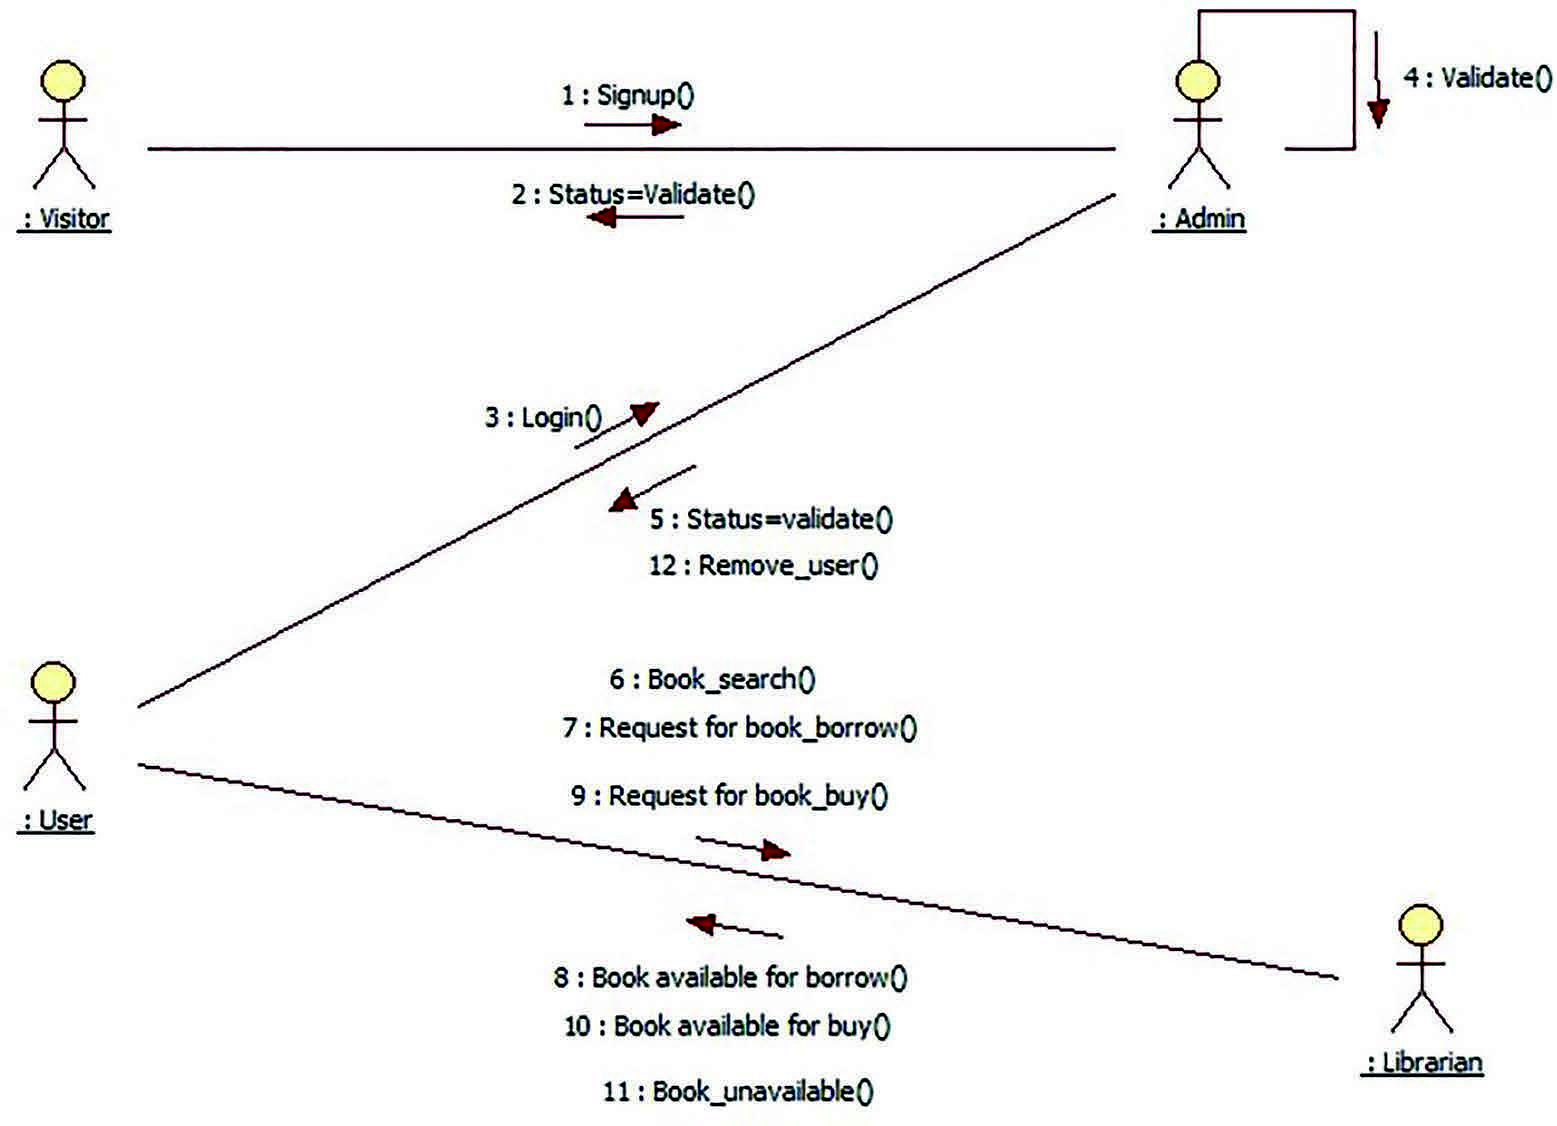 1 : Signup()
4 : Validate()
2 : Status=Validate()
: Visitor
: Admin
3 : Login()
5 : Status=validate()
12 : Remove_user()
6 : Book_search()
7 : Request for book_borrow()
9 : Request for book_buy()
: User
8 : Book available for borrow()
10 : Book available for buy()
: Librarian
11 : Book_unavailable()